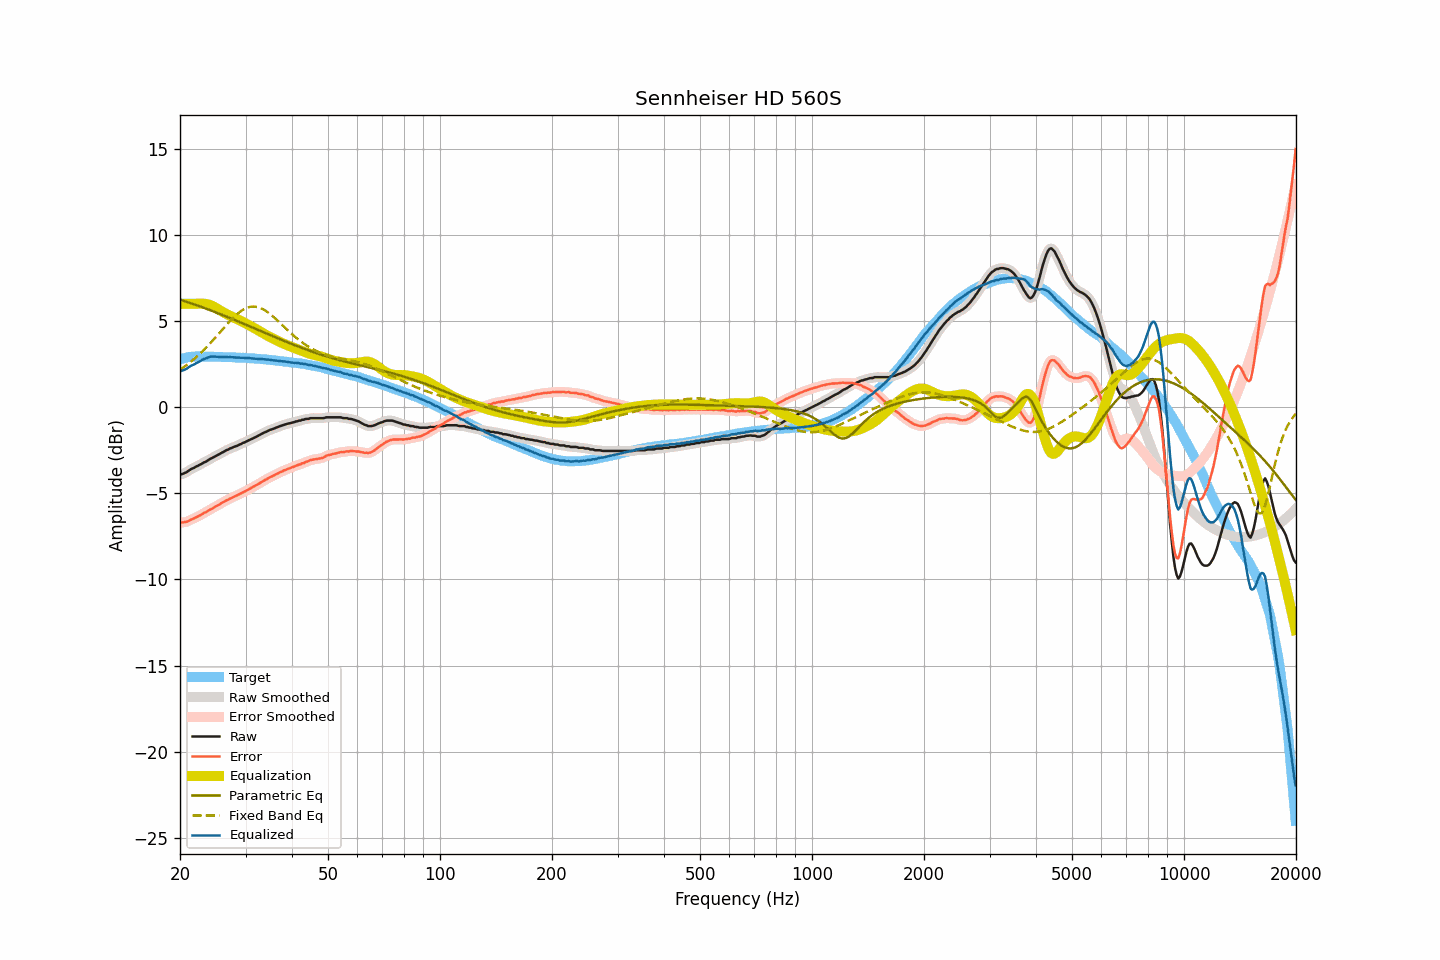 Sennheiser HD 560S
15
10
5
0
−5
−10
−15
−20
−25
Amplitude (dBr)
Target
Raw Smoothed
Error Smoothed
Raw
Error
Equalization
Parametric Eq
Fixed Band Eq
Equalized
20 50 100 200 500 1000 2000 5000 10000 20000
Frequency (Hz)